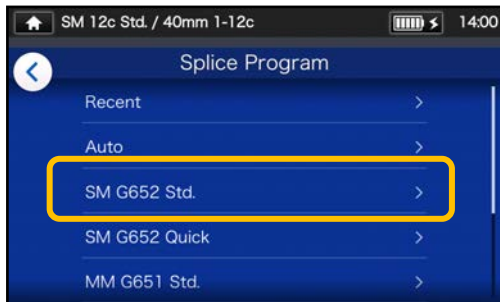 SM 12c Std. / 40mm 1-12c 14:00
Splice Program
Recent
Auto
SM G652 Std.
SM G652 Quick
MM G651 Std.